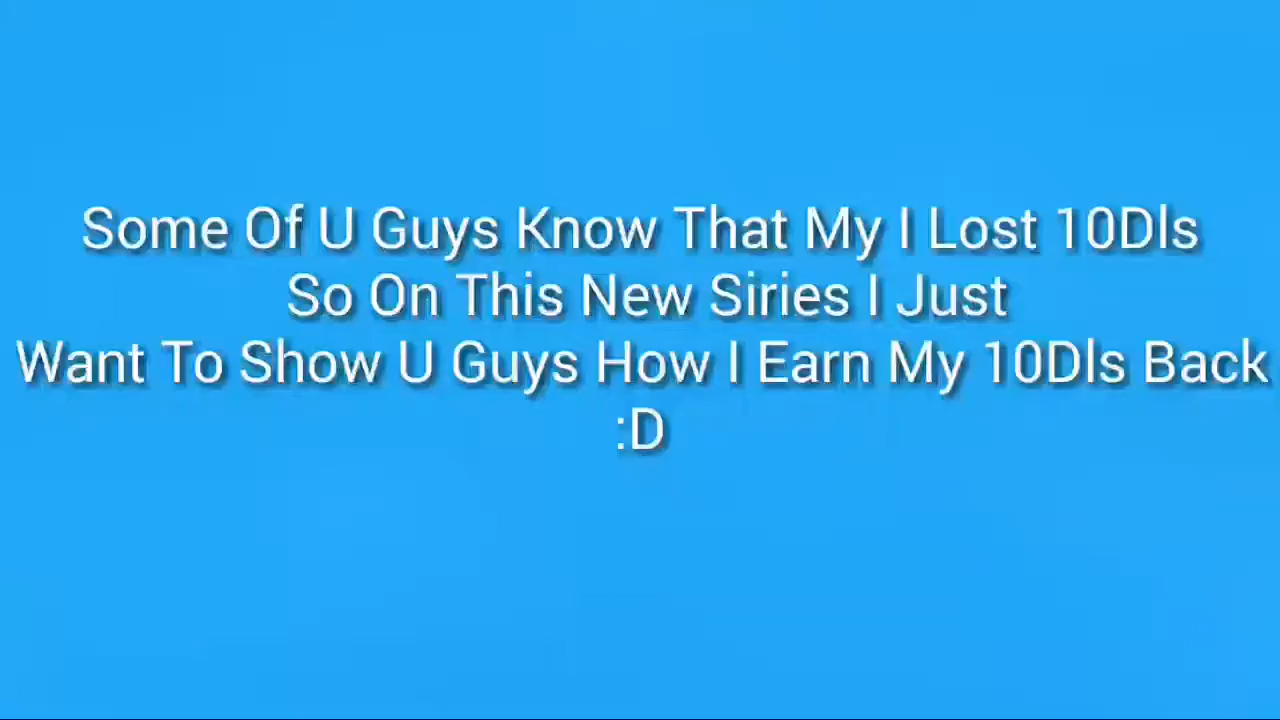 Some Of U Guys Know That My I Lost 10Dls
So On This New Siries I Just
Want To Show U Guys How I Earn My 10Dls Back
:D